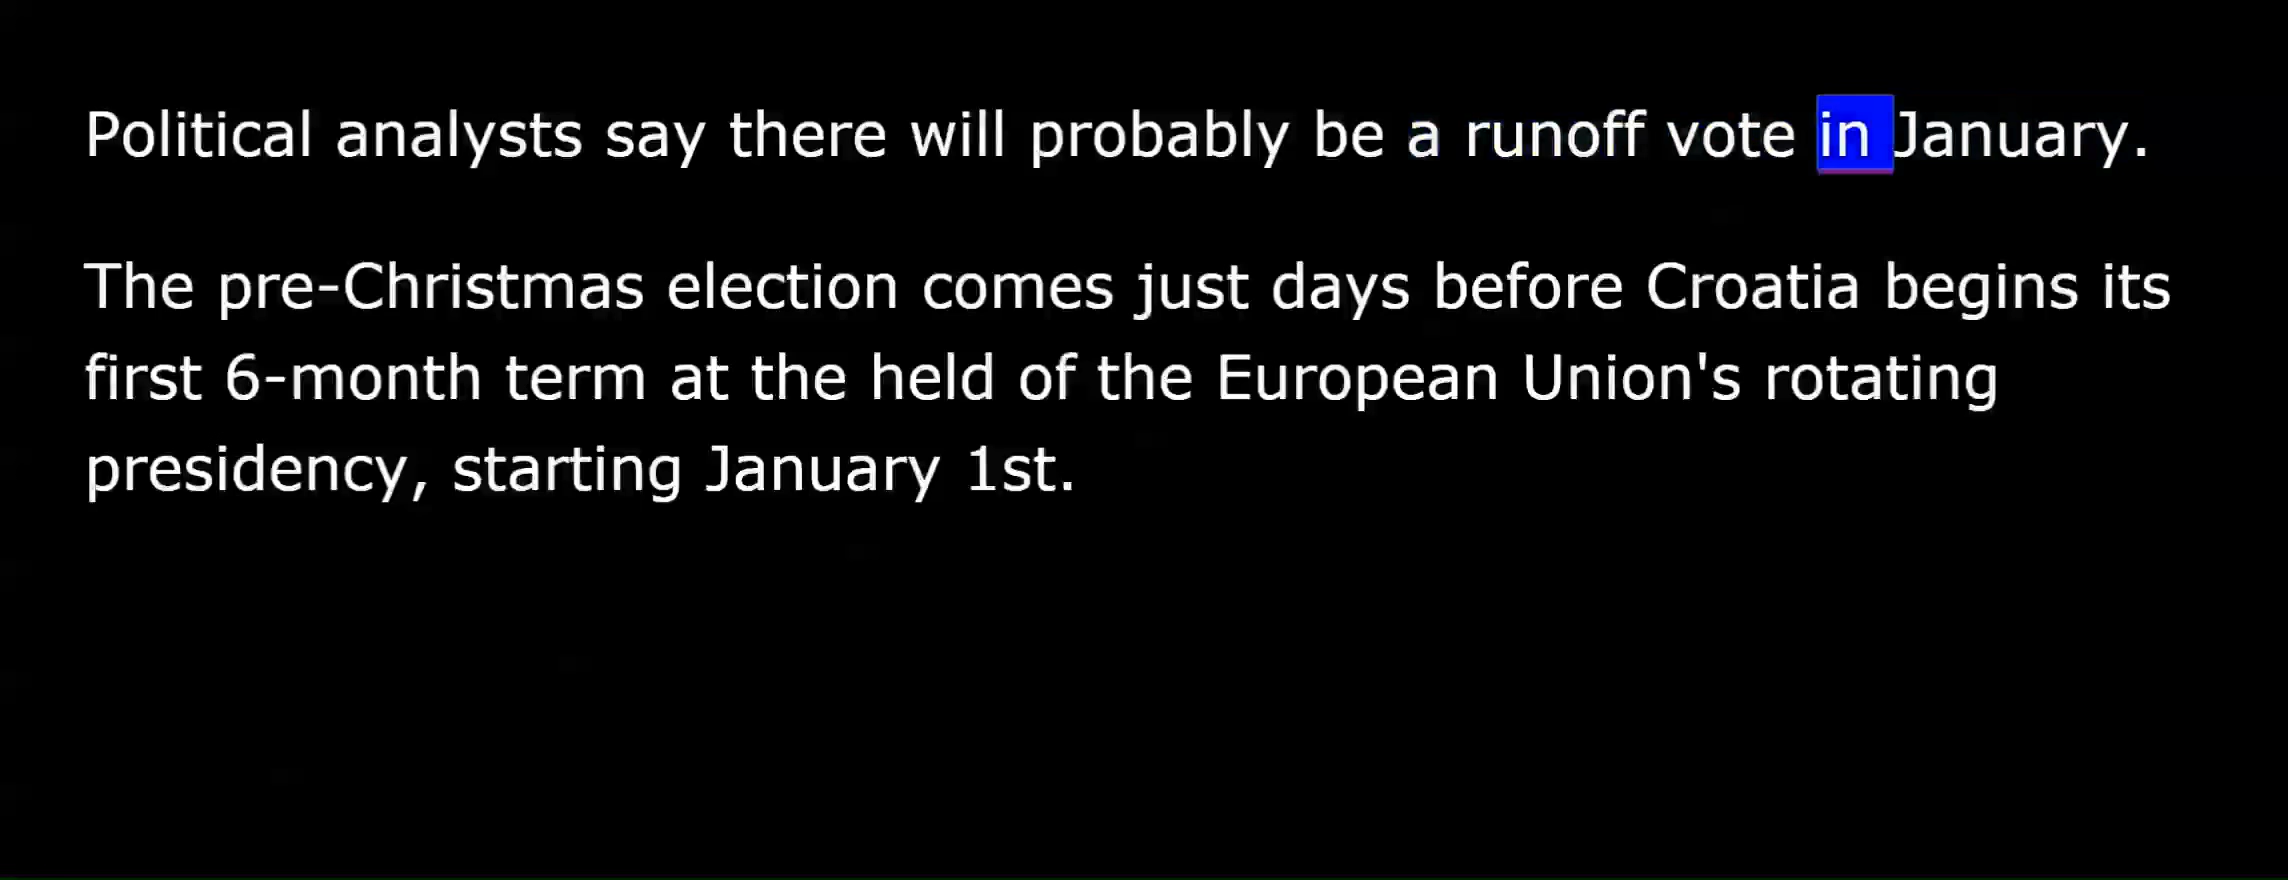 Political analysts say there will probably be a runoff vote in January.
The pre-Christmas election comes just days before Croatia begins its
first 6-month term at the held of the European Union's rotating
presidency, starting January 1st.